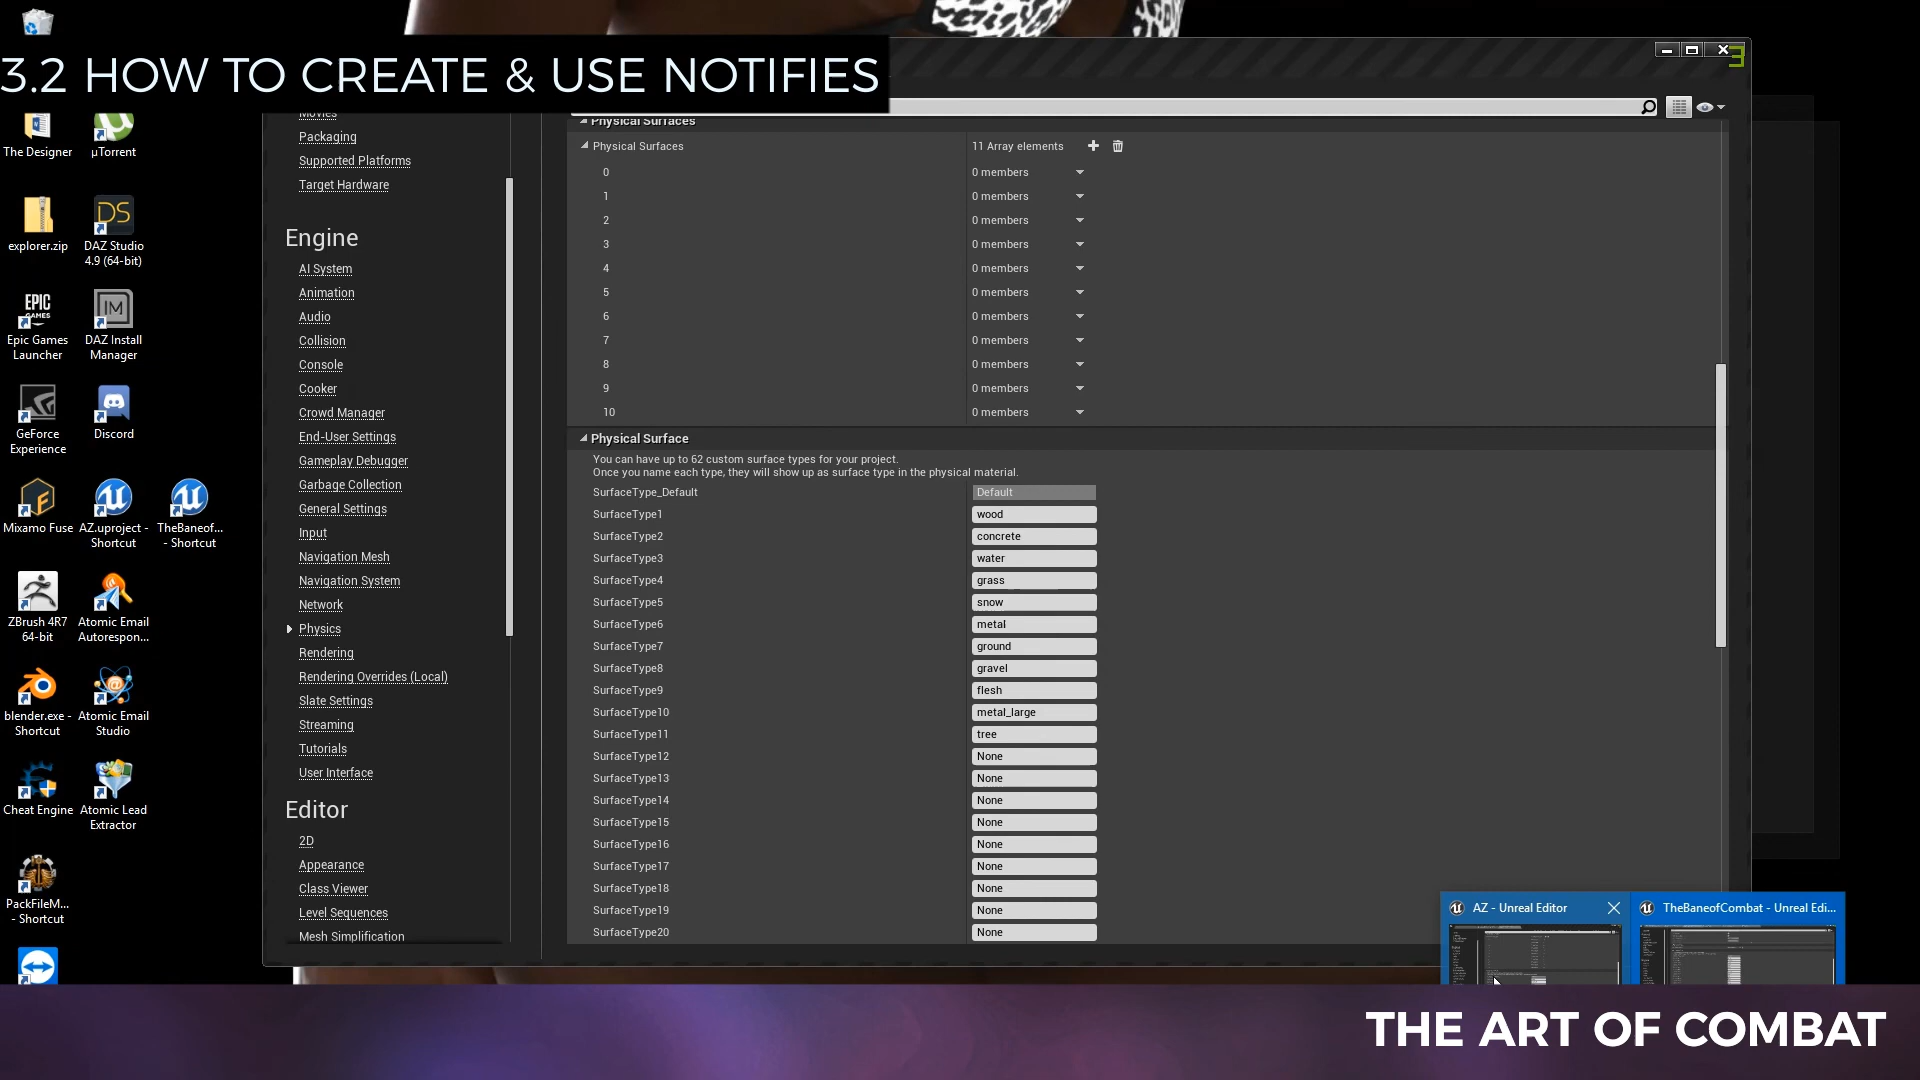 3.2 HOW TO CREATE & USE NOTIFIES
3
The Designer
µTorrent
explorer.zip
DS
DAZ Studio
4.9 (64-bit)
EPIC
GAMES
Epic Games
Launcher
IM
DAZ Install
Manager
GeForce
Experience
Discord
Mixamo Fuse
AZ.uproject -
Shortcut
TheBaneof...
- Shortcut
ZBrush 4R7
64-bit
Atomic Email
Autorespon...
blender.exe -
Shortcut
Atomic Email
Studio
Cheat Engine
Atomic Lead
Extractor
PackFileM...
- Shortcut
Movies
Packaging
Supported Platforms
Target Hardware
Engine
AI System
Animation
Audio
Collision
Console
Cooker
Crowd Manager
End-User Settings
Gameplay Debugger
Garbage Collection
General Settings
Input
Navigation Mesh
Navigation System
Network
Physics
Rendering
Rendering Overrides (Local)
Slate Settings
Streaming
Tutorials
User Interface
Editor
2D
Appearance
Class Viewer
Level Sequences
Mesh Simplification
Physical Surfaces
Physical Surfaces 11 Array elements
0 0 members
1 0 members
2 0 members
3 0 members
4 0 members
5 0 members
6 0 members
7 0 members
8 0 members
9 0 members
10 0 members
Physical Surface
You can have up to 62 custom surface types for your project.
Once you name each type, they will show up as surface type in the physical material.
SurfaceType_Default Default
SurfaceType1 wood
SurfaceType2 concrete
SurfaceType3 water
SurfaceType4 grass
SurfaceType5 snow
SurfaceType6 metal
SurfaceType7 ground
SurfaceType8 gravel
SurfaceType9 flesh
SurfaceType10 metal_large
SurfaceType11 tree
SurfaceType12 None
SurfaceType13 None
SurfaceType14 None
SurfaceType15 None
SurfaceType16 None
SurfaceType17 None
SurfaceType18 None
SurfaceType19 None
SurfaceType20 None
AZ - Unreal Editor
TheBaneofCombat - Unreal Edi...
THE ART OF COMBAT